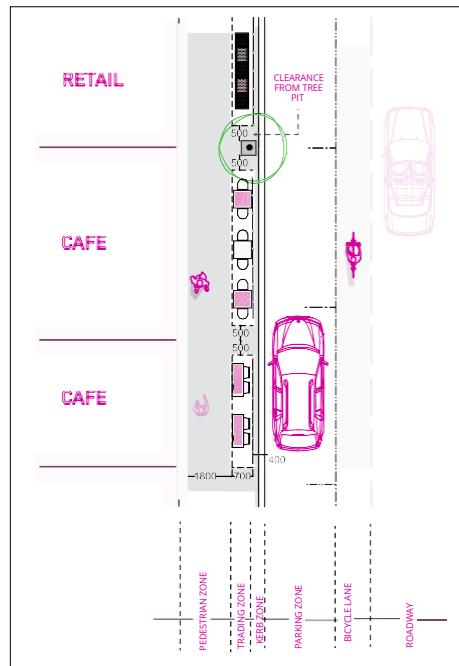 RETAIL
CLEARANCE
FROM TREE
PIT
500
500
CAFE
500
500
CAFE
400
1800
700
PEDESTRIAN ZONE
TRADING ZONE
KERB ZONE
PARKING ZONE
BICYCLE LANE
ROADWAY